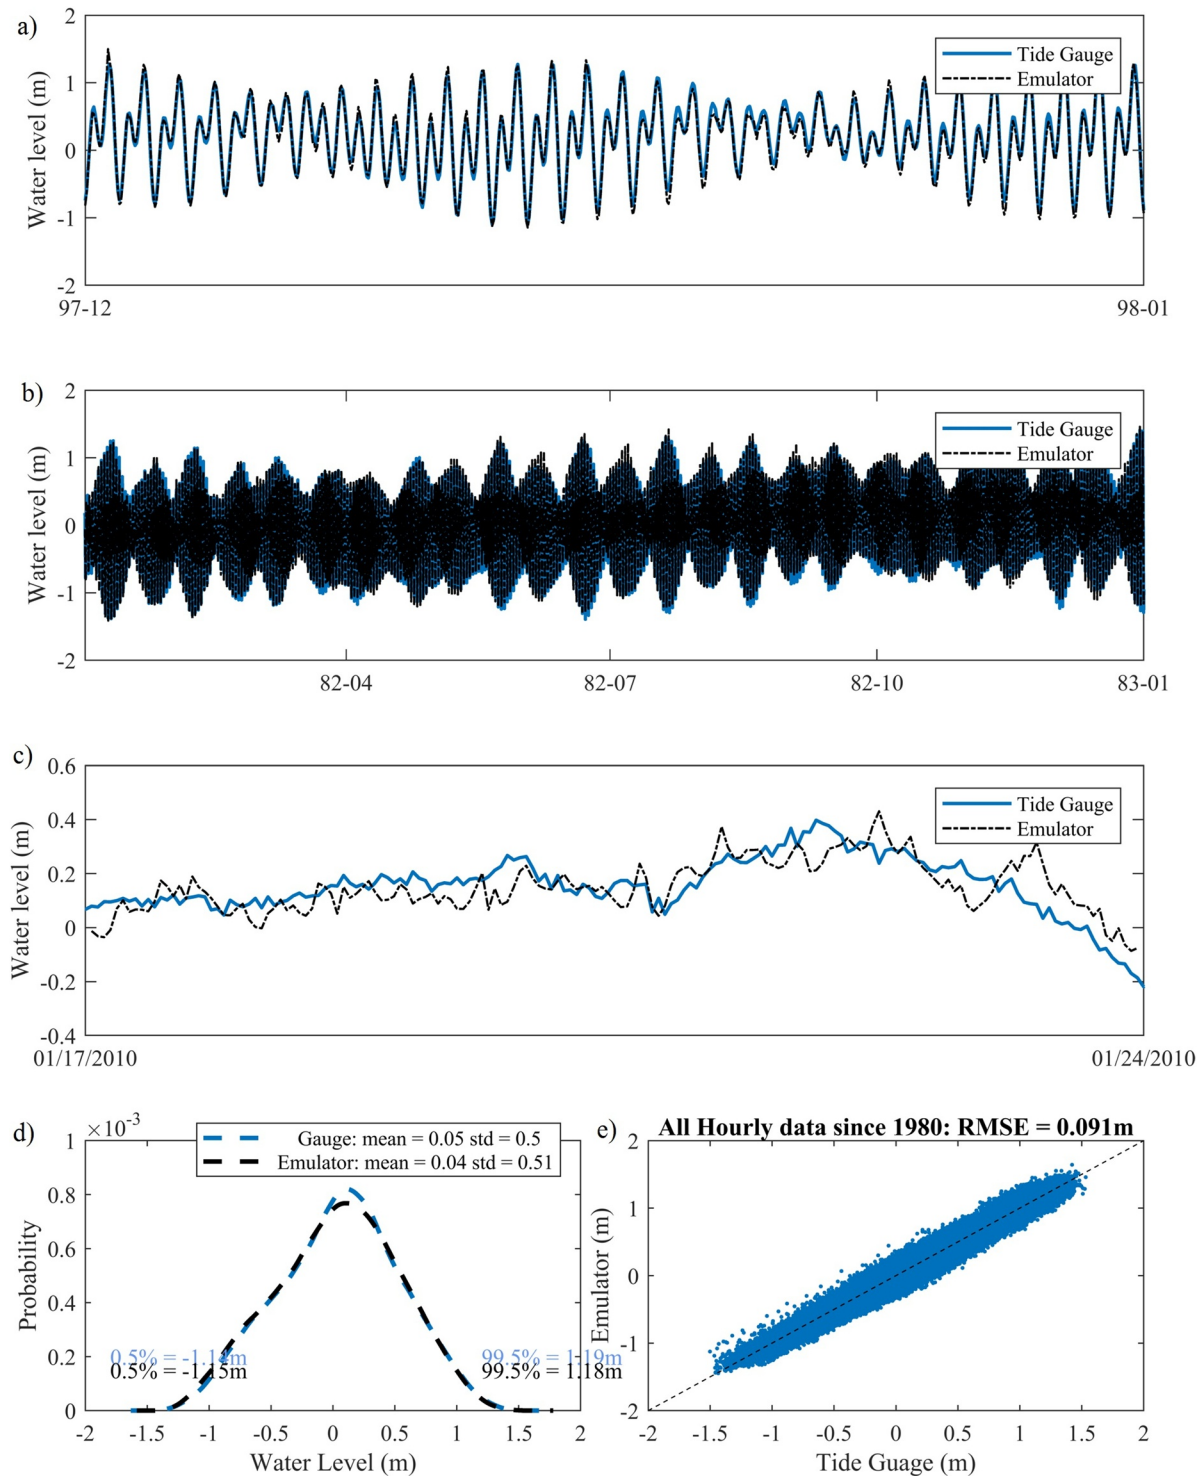 a)
2
1
0
-1
-2
Water level (m)
Tide Gauge
Emulator
97-12
98-01
b)
2
1
0
-1
-2
Water level (m)
Tide Gauge
Emulator
82-04
82-07
82-10
83-01
c)
0.6
0.4
0.2
0
-0.2
-0.4
Water level (m)
Tide Gauge
Emulator
01/17/2010
01/24/2010
d)
×10-3
Gauge: mean = 0.05 std = 0.5
Emulator: mean = 0.04 std = 0.51
1
0.8
0.6
0.4
0.2
0
Probability
99.5% = 1.19m
0.5% = -1.15m
99.5% = 1.18m
-2
-1.5
-1
-0.5
0
0.5
1
1.5
2
Water Level (m)
e)
All Hourly data since 1980: RMSE = 0.091m
2
1
0
-1
-2
Emulator (m)
-2
-1.5
-1
-0.5
0
0.5
1
1.5
2
Tide Guage (m)